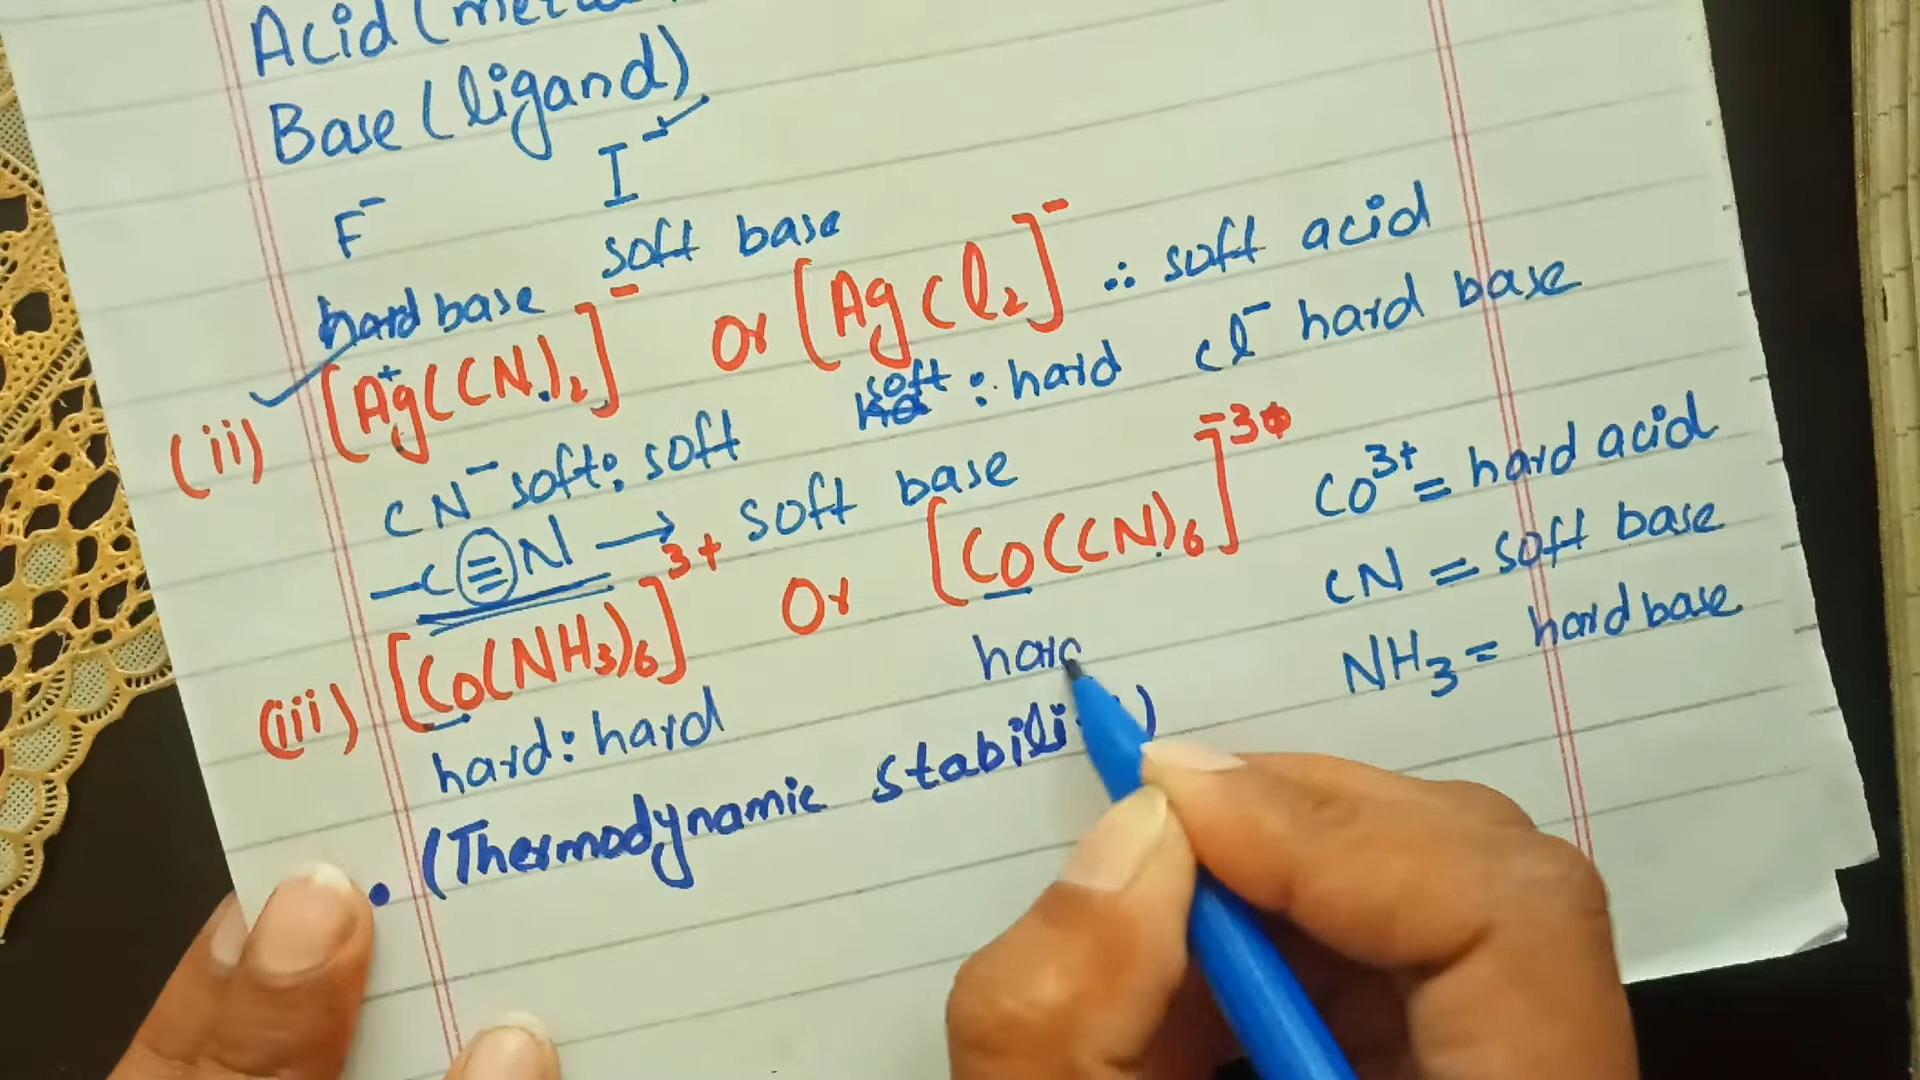 Acid (
Base (ligand)
F⁻ I⁻
hard base soft base
(ii) [Ag⁺(CN)₂]⁻ or [AgCl₂]⁻ ∴ soft acid
CN⁻ soft: soft soft : hard Cl⁻ hard base
-C≡N → soft base
(iii) [Co(NH₃)₆]³⁺ Or [Co(CN)₆]⁻³ Co³⁺ = hard acid
hard: hard CN = soft base
NH₃ = hard base
• (Thermodynamic